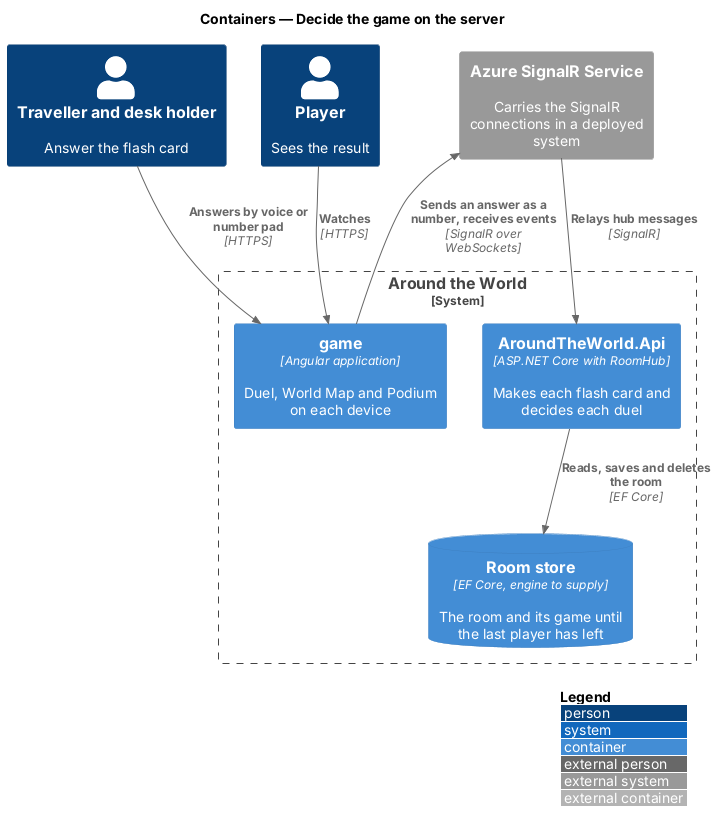 Containers — Decide the game on the server
Traveller and desk holder
Answer the flash card
Player
Sees the result
Azure SignalR Service
Carries the SignalR
connections in a deployed
system
Answers by voice or
number pad
[HTTPS]
Watches
[HTTPS]
Sends an answer as a
number, receives events
[SignalR over
WebSockets]
Relays hub messages
[SignalR]
Around the World
[System]
game
[Angular application]
Duel, World Map and Podium
on each device
AroundTheWorld.Api
[ASP.NET Core with RoomHub]
Makes each flash card and
decides each duel
Reads, saves and deletes
the room
[EF Core]
Room store
[EF Core, engine to supply]
The room and its game until
the last player has left
Legend
person
system
container
external person
external system
external container